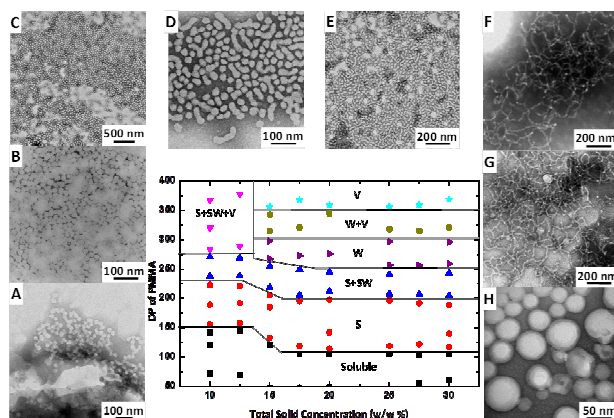 C
D
E
F
500 nm
100 nm
200 nm
200 nm
B
100 nm
G
200 nm
A
100 nm
H
50 nm
DP of PMMA
400
350
300
250
200
150
100
50
V
S+SW+V
W+V
W
S+SW
S
Soluble
10 15 20 25 30
Total Solid Concentration (w/w %)